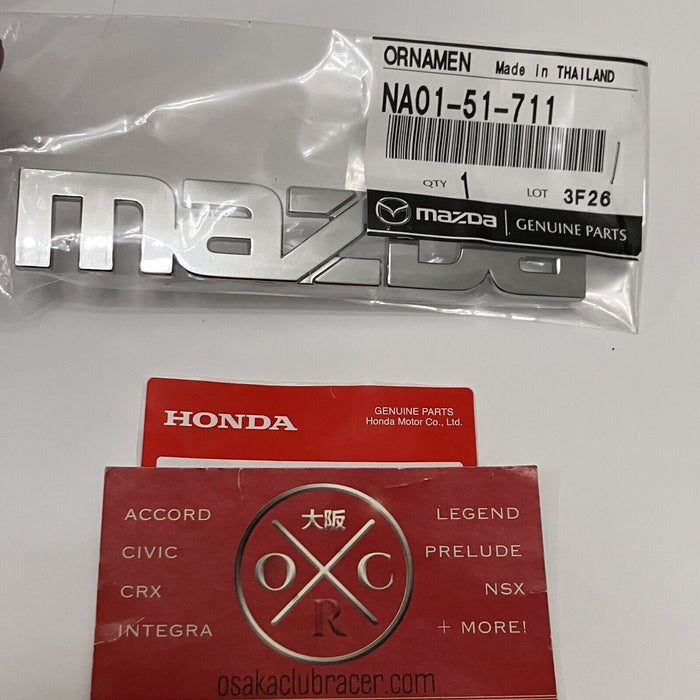 ORNAMEN Made in THAILAND
NA01-51-711
QTY 1 LOT 3F26
mazda GENUINE PARTS
mazda
HONDA
GENUINE PARTS
Honda Motor Co., Ltd.
ACCORD
CIVIC
CRX
INTEGRA
大阪
O C
R
LEGEND
PRELUDE
NSX
+ MORE!
osakaclubracer.com